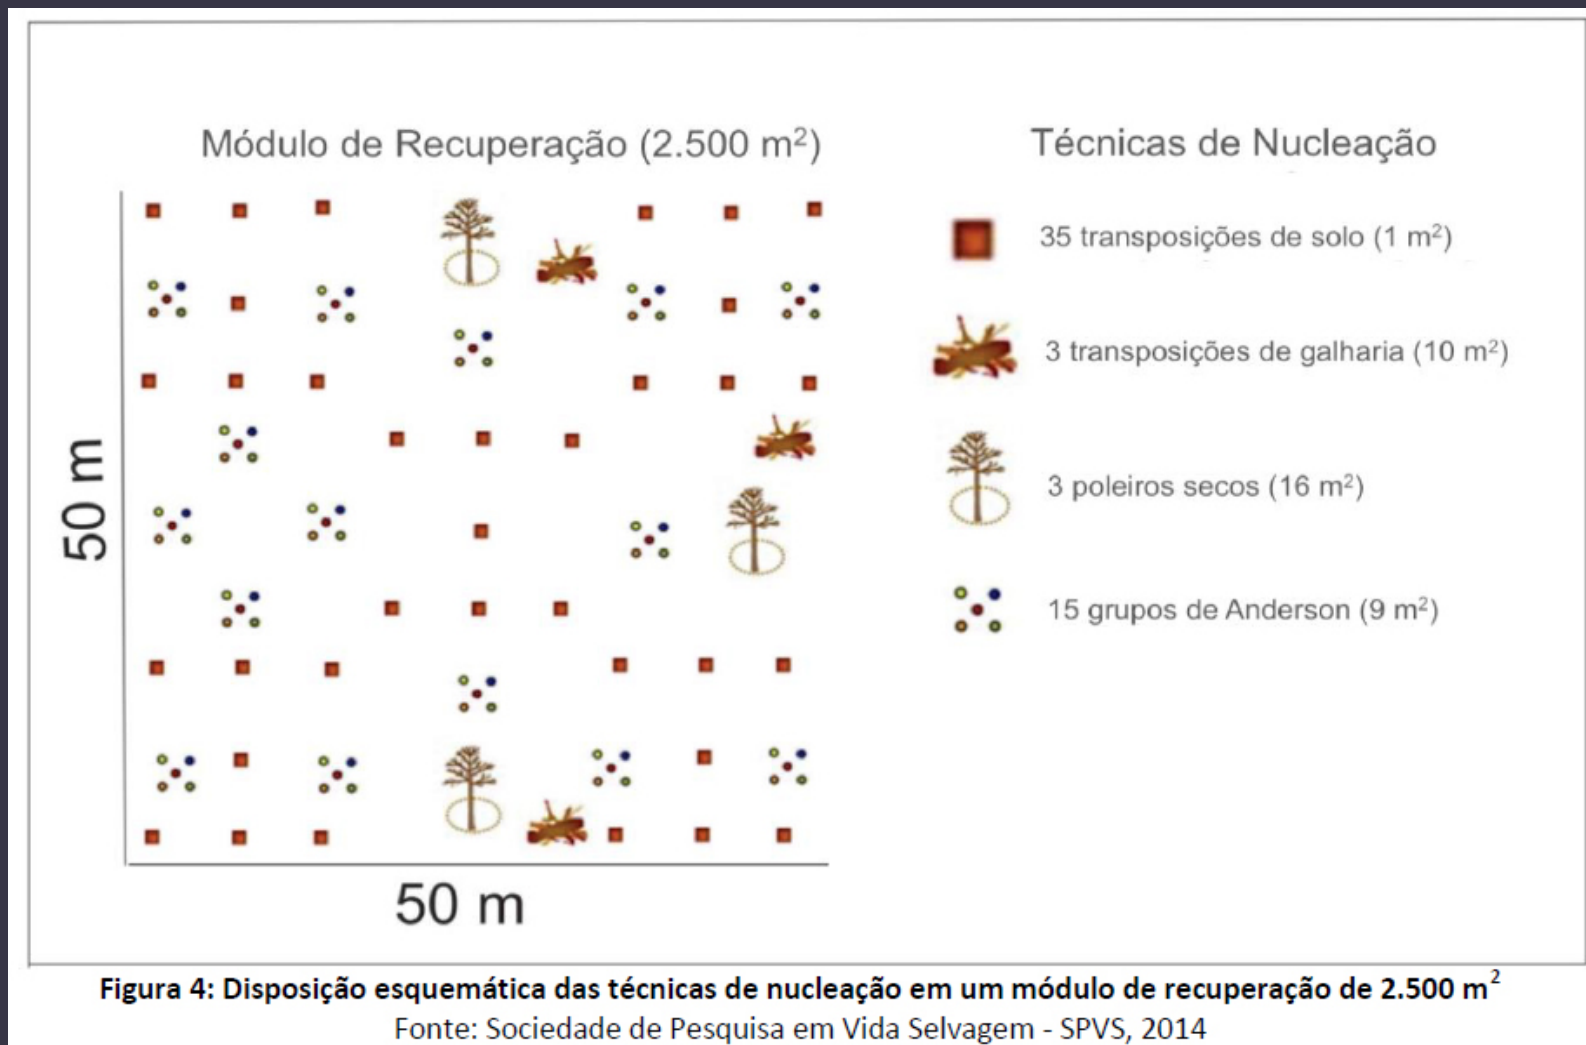 Módulo de Recuperação (2.500 m²)
Técnicas de Nucleação
35 transposições de solo (1 m²)
3 transposições de galharia (10 m²)
3 poleiros secos (16 m²)
15 grupos de Anderson (9 m²)
50 m
50 m
Figura 4: Disposição esquemática das técnicas de nucleação em um módulo de recuperação de 2.500 m²
Fonte: Sociedade de Pesquisa em Vida Selvagem - SPVS, 2014